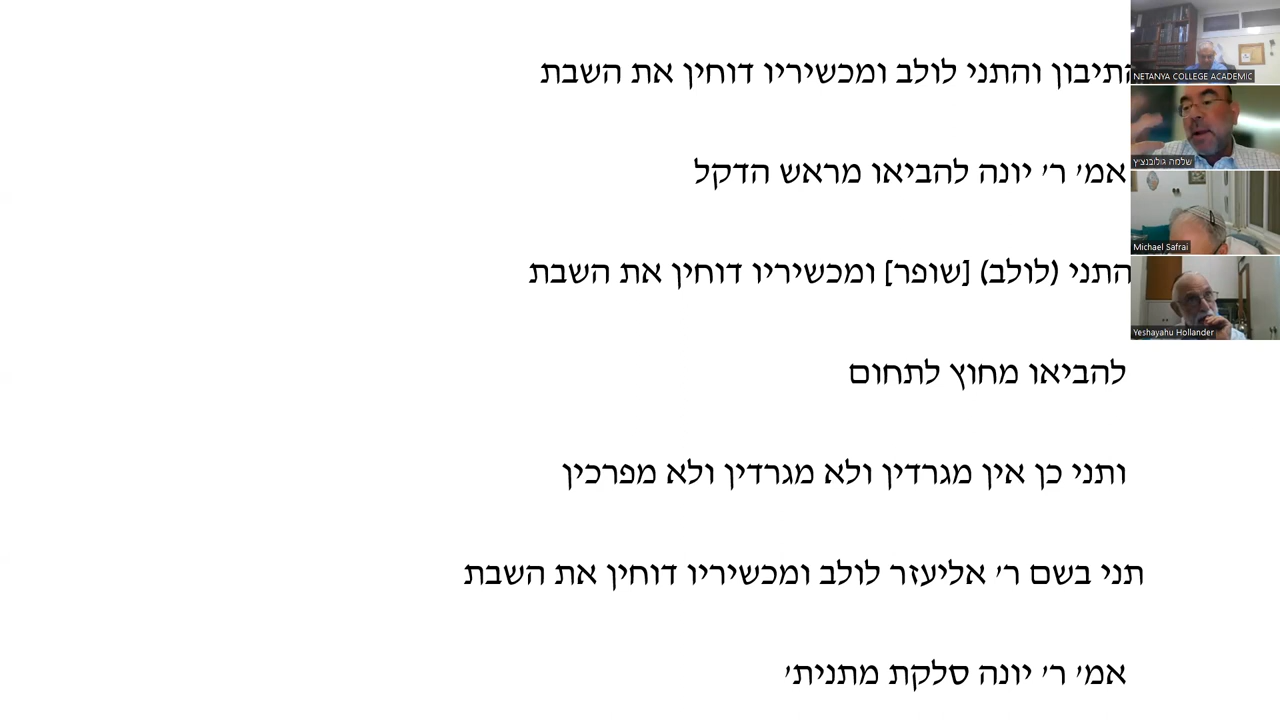 התיבון והתני לולב ומכשיריו דוחין את השבת
אמ׳ ר׳ יונה להביאו מראש הדקל
התני (לולב) [שופר] ומכשיריו דוחין את השבת
להביאו מחוץ לתחום
ותני כן אין מגרדין ולא מגרדין ולא מפרכין
תני בשם ר׳ אליעזר לולב ומכשיריו דוחין את השבת
אמ׳ ר׳ יונה סלקת מתנית׳
NETANYA COLLEGE ACADEMIC
שלמה גולובנציץ
Michael Safrai
Yeshayahu Hollander